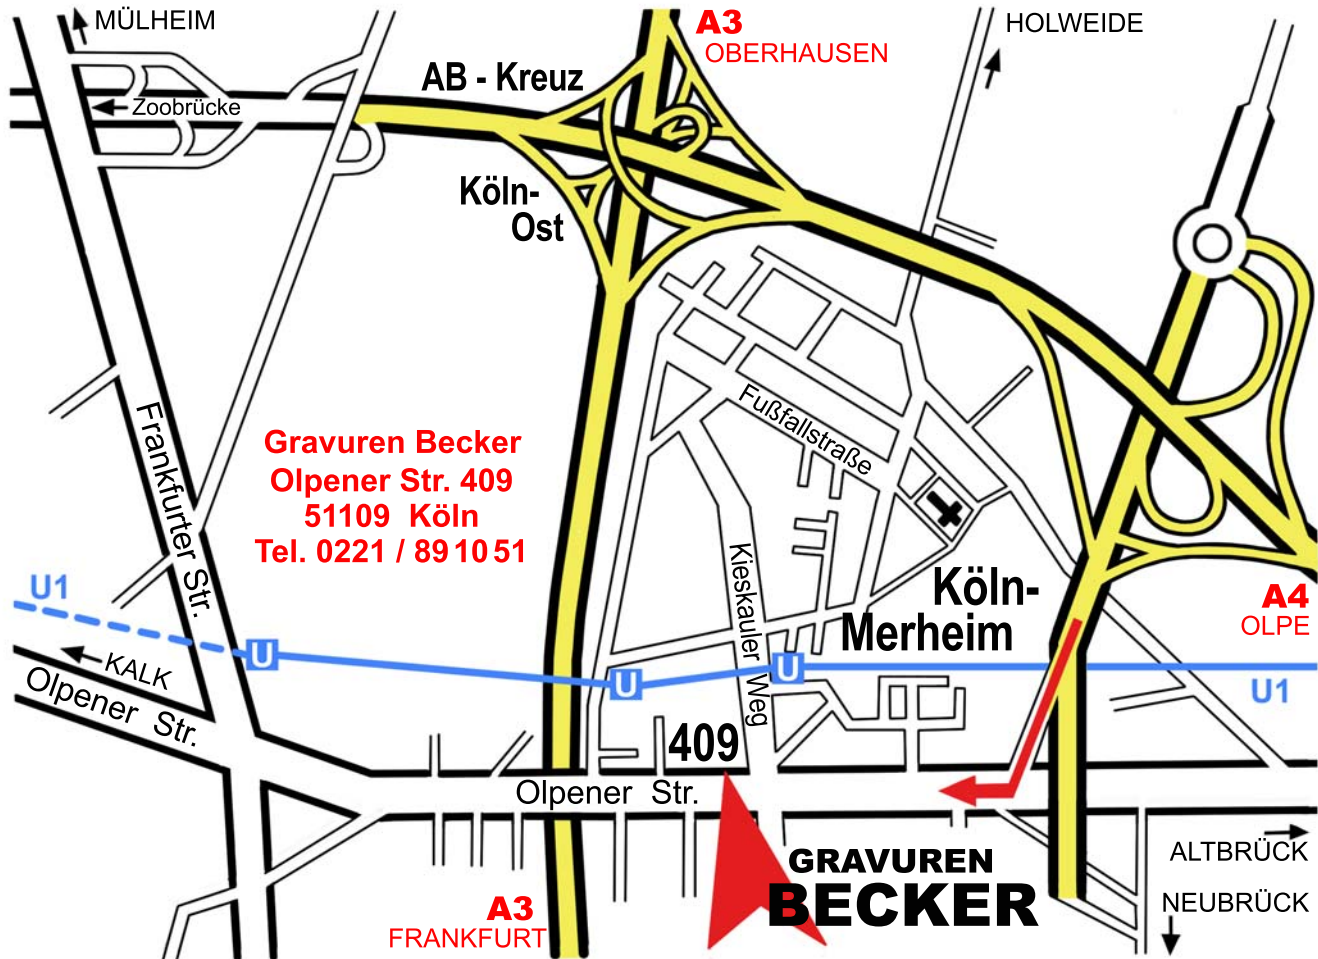 MÜLHEIM
A3
OBERHAUSEN
HOLWEIDE
AB - Kreuz
Zoobrücke
Köln-
Ost
Fußfallstraße
Frankfurter Str.
Gravuren Becker
Olpener Str. 409
51109 Köln
Tel. 0221 / 89 10 51
Kieskauler Weg
Köln-
Merheim
U1
A4
OLPE
U
U
U
U1
KALK
Olpener Str.
409
Olpener Str.
GRAVUREN
BECKER
ALTBRÜCK
NEUBRÜCK
A3
FRANKFURT